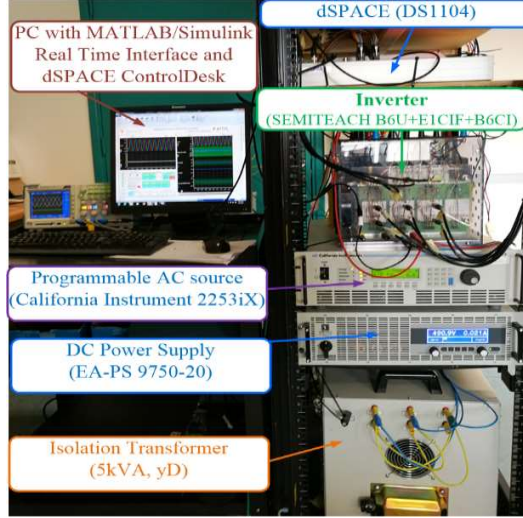 dSPACE (DS1104)
PC with MATLAB/Simulink
Real Time Interface and
dSPACE ControlDesk
Inverter
(SEMITEACH B6U+E1CIF+B6CI)
Programmable AC source
(California Instrument 2253iX)
DC Power Supply
(EA-PS 9750-20)
Isolation Transformer
(5kVA, yD)